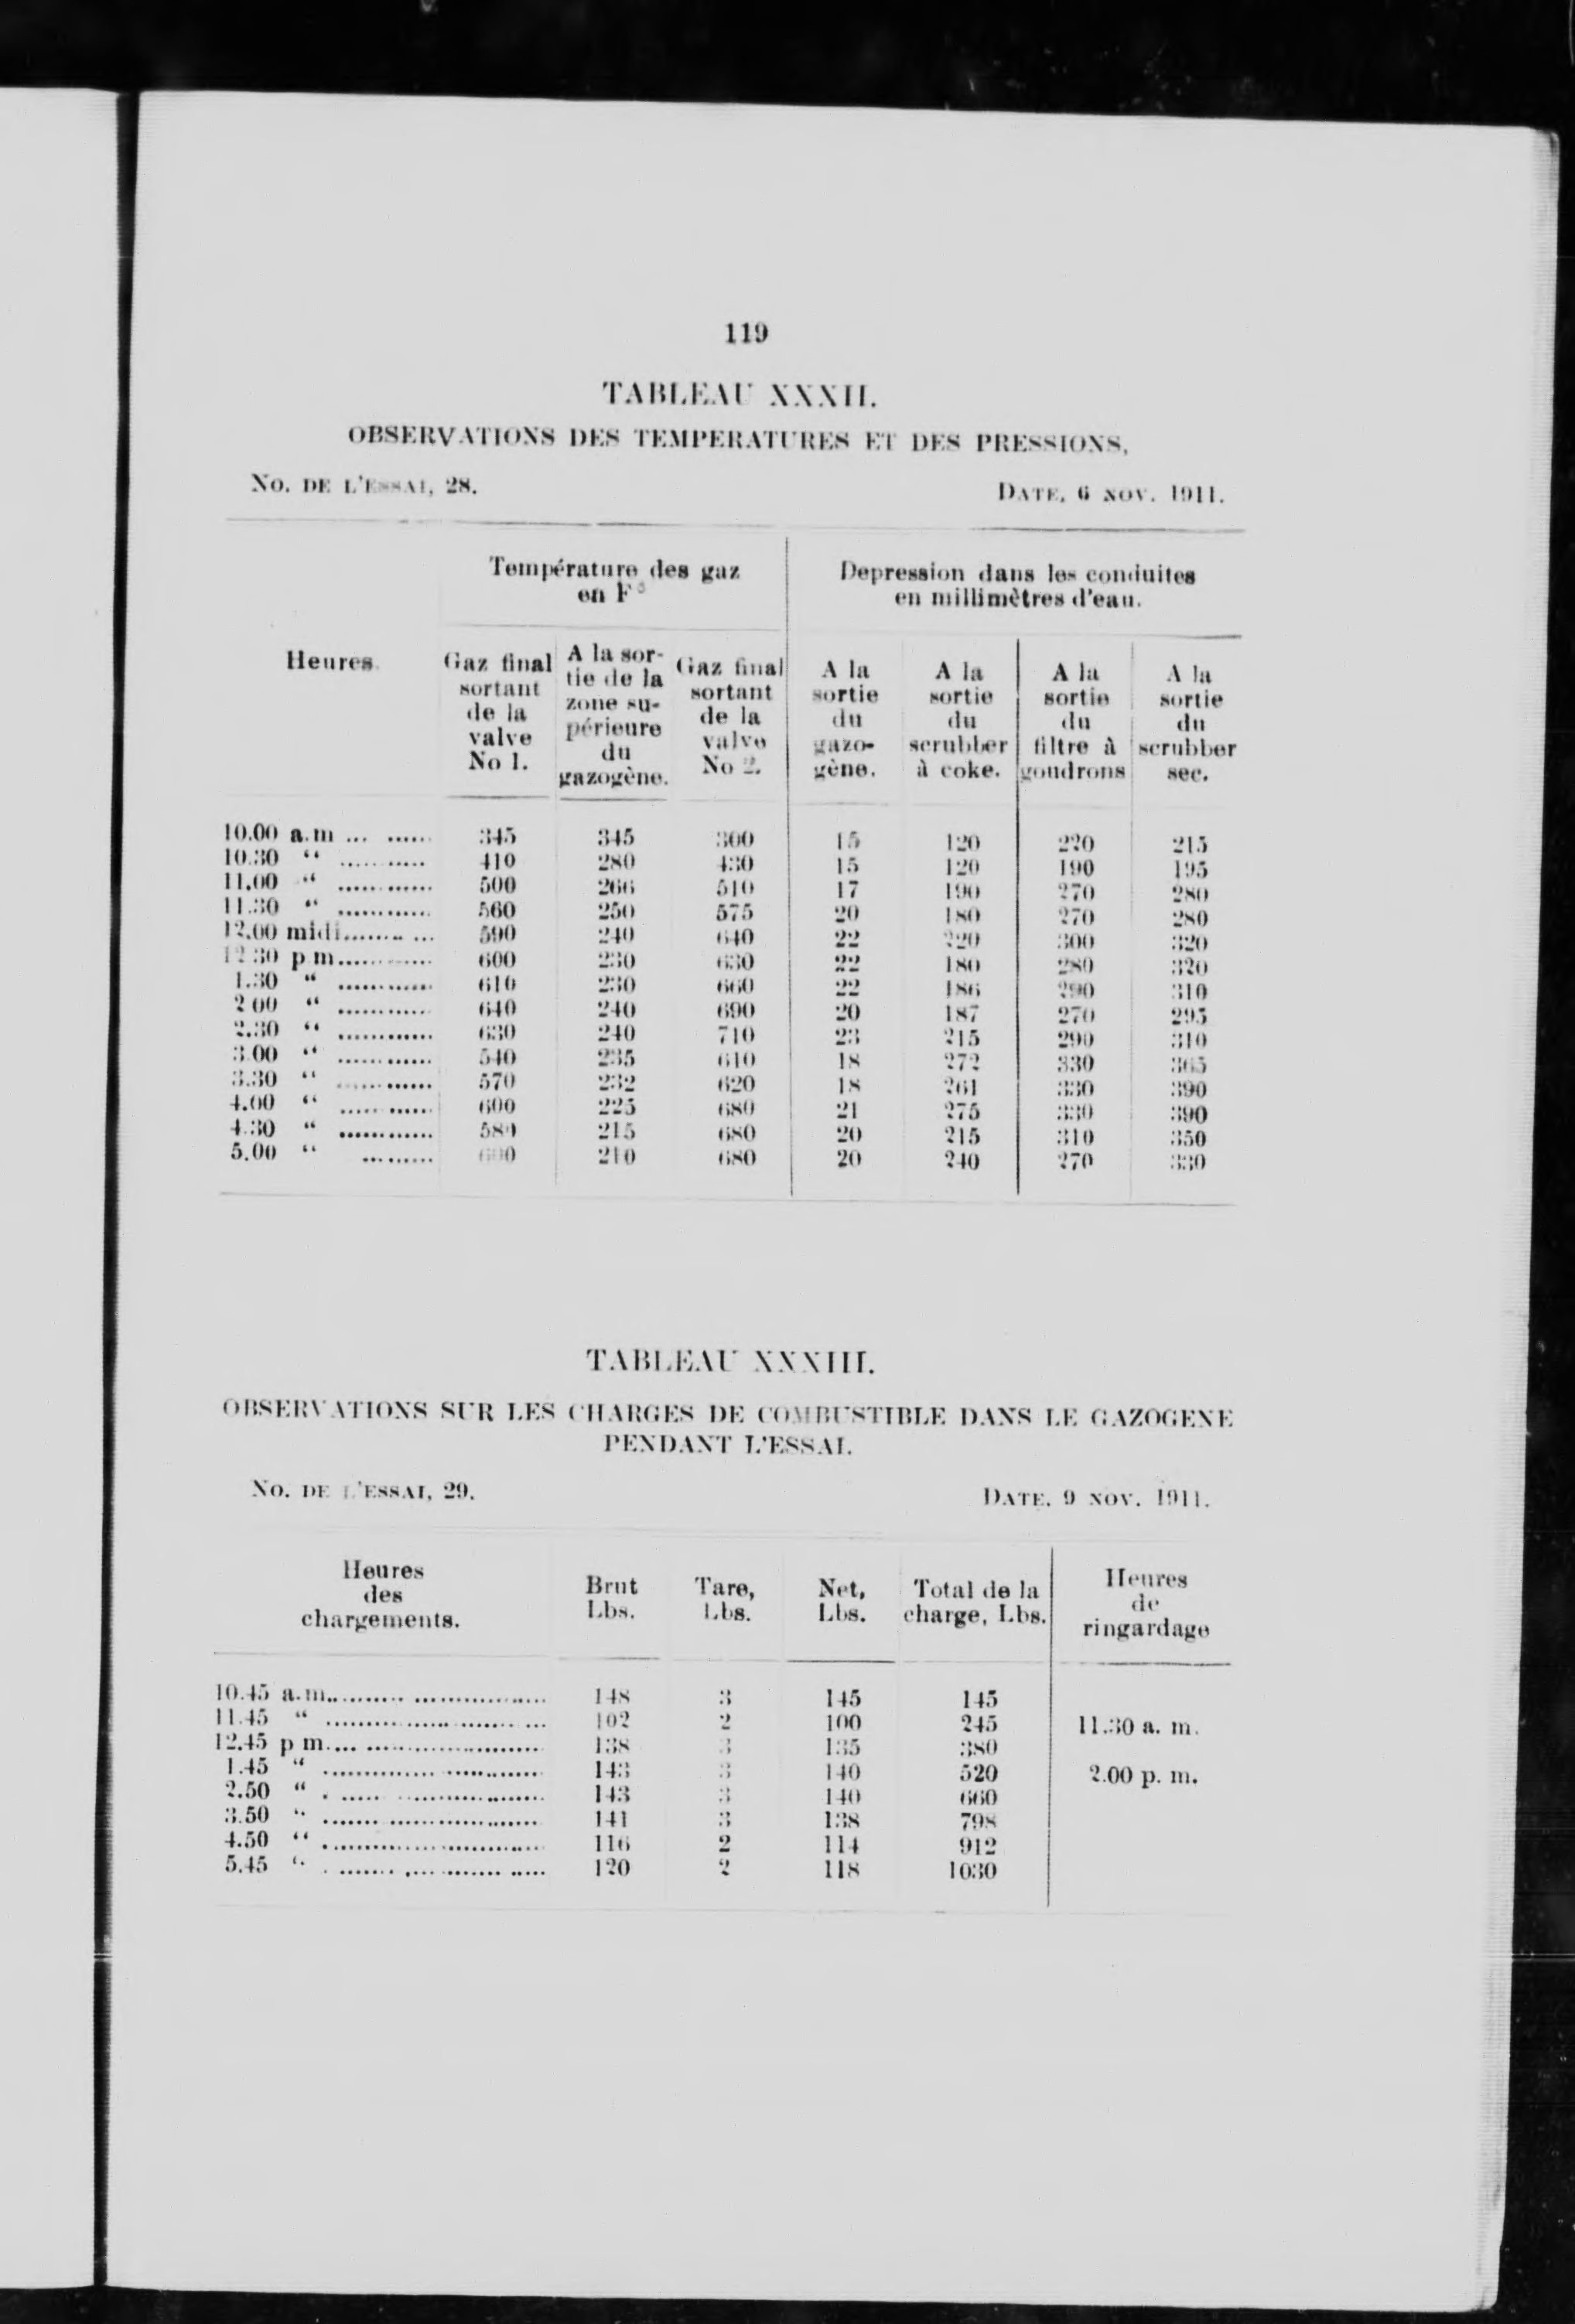 119
TABLEAU XXXII.
OBSERVATIONS DES TEMPERATURES ET DES PRESSIONS,
No. DE L'ESSAI, 28. DATE, 6 NOV. 1911.
Température des gaz Depression dans les conduites
en F° en millimètres d'eau.
Heures. Gaz final sortant de la valve No 1. A la sor-tie de la zone su-périeure du gazogène. Gaz final sortant de la valve No 2. A la sortie du gazo-gène. A la sortie du scrubber à coke. A la sortie du filtre à goudrons A la sortie du scrubber sec.
10.00 a.m ... ...... 345 345 300 15 120 220 215
10.30 “ ........... 410 280 430 15 120 190 195
11.00 “ ............ 500 266 510 17 190 270 280
11.30 “ ............ 560 250 575 20 180 270 280
12.00 midi........ ... 590 240 640 22 220 300 320
12 30 p m............ 600 230 630 22 180 280 320
1.30 “ ............ 610 230 660 22 186 290 310
2 00 “ ............ 640 240 690 20 187 270 295
2.30 “ ............ 630 240 710 23 215 290 310
3.00 “ ............ 540 235 610 18 272 330 365
3.30 “ ............ 570 232 620 18 261 330 390
4.00 “ ............ 600 225 680 21 275 330 390
4.30 “ ............ 580 215 680 20 215 310 350
5.00 “ ......... 600 210 680 20 240 270 330
TABLEAU XXXIII.
OBSERVATIONS SUR LES CHARGES DE COMBUSTIBLE DANS LE GAZOGENE
PENDANT L'ESSAI.
No. DE L'ESSAI, 29. DATE. 9 NOV. 1911.
Heures des chargements. Brut Lbs. Tare, Lbs. Net, Lbs. Total de la charge, Lbs. Heures de ringardage
10.45 a.m.......... .................. 148 3 145 145
11.45 “ ......................... ... 102 2 100 245 11.30 a. m.
12.45 p m.... ........................ 138 3 135 380
1.45 “ ............. ............. 143 3 140 520 2.00 p. m.
2.50 “ . ..... .................... 143 3 140 660
3.50 “ ....... ................... 141 3 138 798
4.50 “ ........................... 116 2 114 912
5.45 “ . ....... ............ ..... 120 2 118 1030